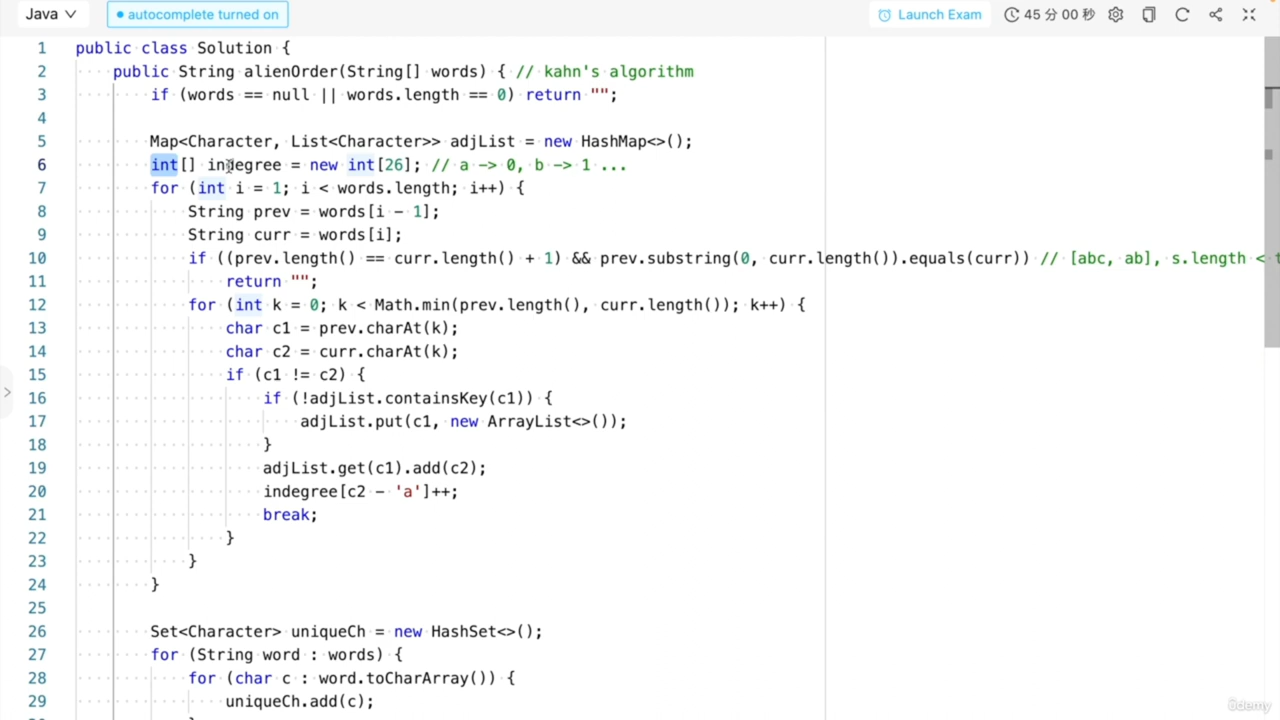 Java
autocomplete turned on
Launch Exam
45 分 00 秒
1 public class Solution {
2 public String alienOrder(String[] words) { // kahn's algorithm
3 if (words == null || words.length == 0) return "";
4
5 Map<Character, List<Character>> adjList = new HashMap<>();
6 int[] indegree = new int[26]; // a -> 0, b -> 1 ...
7 for (int i = 1; i < words.length; i++) {
8 String prev = words[i - 1];
9 String curr = words[i];
10 if ((prev.length() == curr.length() + 1) && prev.substring(0, curr.length()).equals(curr)) // [abc, ab], s.length < t
11 return "";
12 for (int k = 0; k < Math.min(prev.length(), curr.length()); k++) {
13 char c1 = prev.charAt(k);
14 char c2 = curr.charAt(k);
15 if (c1 != c2) {
16 if (!adjList.containsKey(c1)) {
17 adjList.put(c1, new ArrayList<>());
18 }
19 adjList.get(c1).add(c2);
20 indegree[c2 - 'a']++;
21 break;
22 }
23 }
24 }
25
26 Set<Character> uniqueCh = new HashSet<>();
27 for (String word : words) {
28 for (char c : word.toCharArray()) {
29 uniqueCh.add(c);
ûdemy